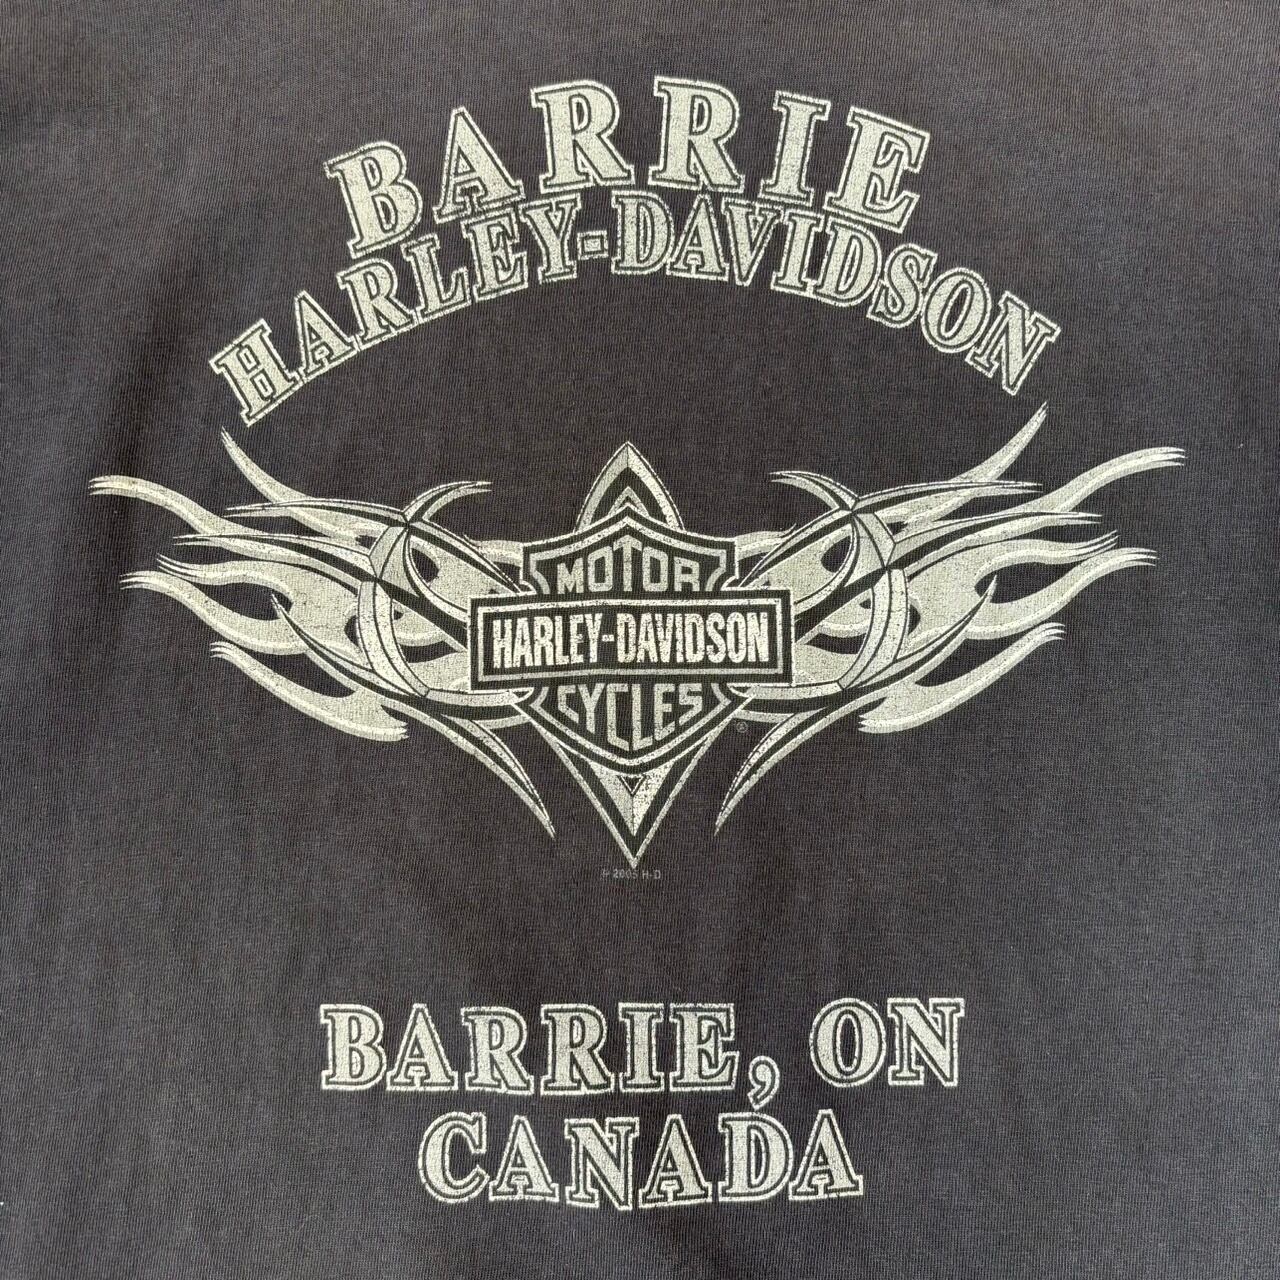 BARRIE
HARLEY-DAVIDSON
MOTOR
HARLEY-DAVIDSON
CYCLES
®
© 2005 H-D
BARRIE, ON
CANADA